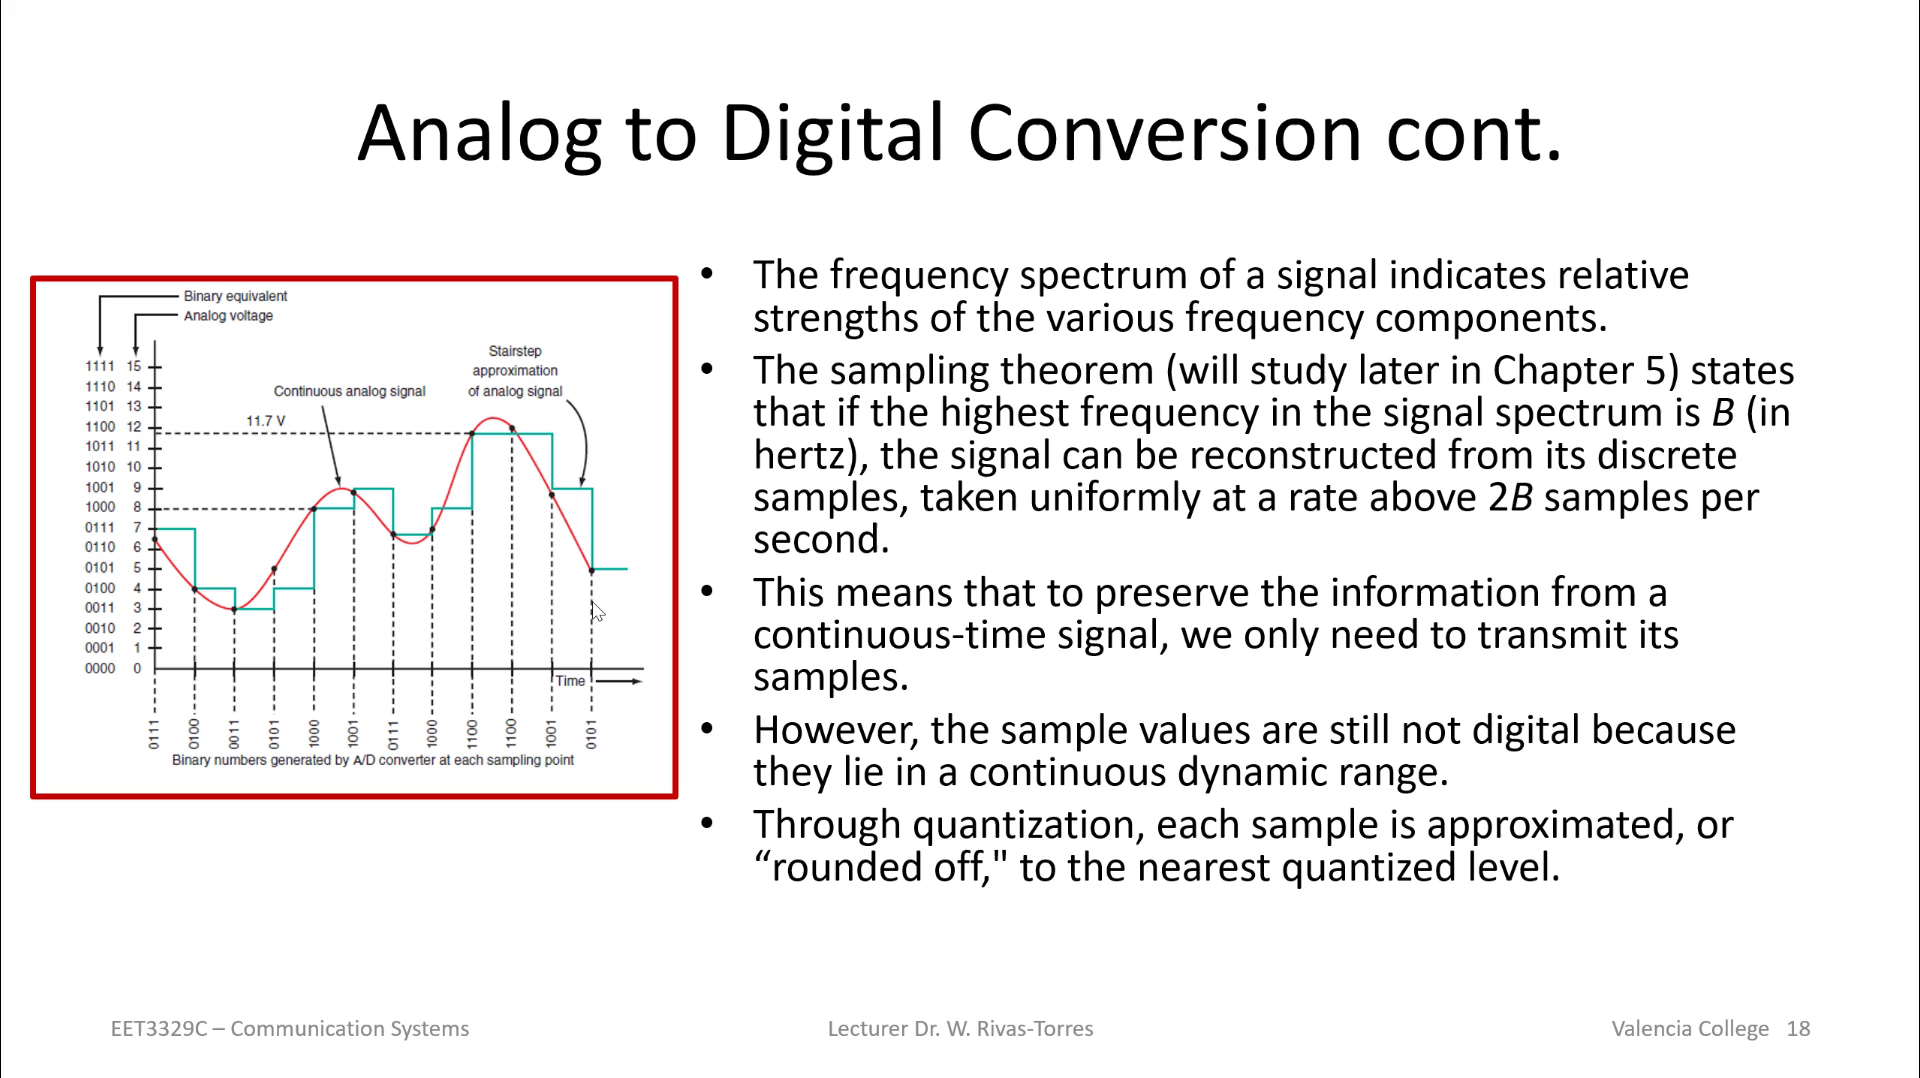 Analog to Digital Conversion cont.
Binary equivalent
Analog voltage
Stairstep
approximation
of analog signal
Continuous analog signal
11.7 V
1111 15
1110 14
1101 13
1100 12
1011 11
1010 10
1001 9
1000 8
0111 7
0110 6
0101 5
0100 4
0011 3
0010 2
0001 1
0000 0
Time
0111
0100
0011
0101
1000
1001
0111
1000
1100
1100
1001
0101
Binary numbers generated by A/D converter at each sampling point
• The frequency spectrum of a signal indicates relative
strengths of the various frequency components.
• The sampling theorem (will study later in Chapter 5) states
that if the highest frequency in the signal spectrum is B (in
hertz), the signal can be reconstructed from its discrete
samples, taken uniformly at a rate above 2B samples per
second.
• This means that to preserve the information from a
continuous-time signal, we only need to transmit its
samples.
• However, the sample values are still not digital because
they lie in a continuous dynamic range.
• Through quantization, each sample is approximated, or
“rounded off," to the nearest quantized level.
EET3329C – Communication Systems
Lecturer Dr. W. Rivas-Torres
Valencia College 18